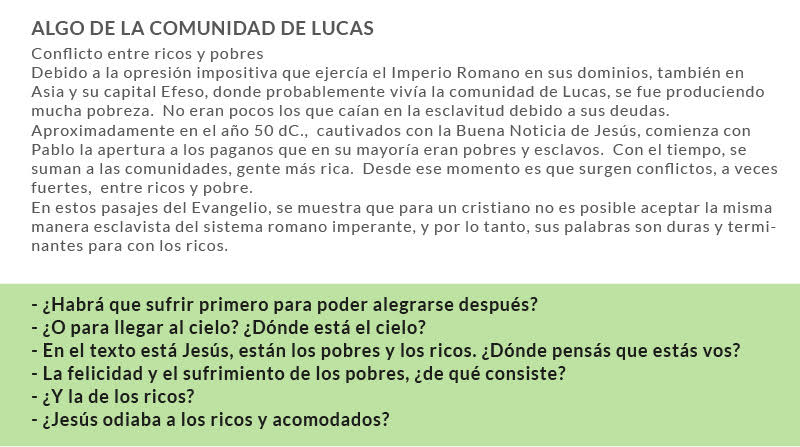 ALGO DE LA COMUNIDAD DE LUCAS
Conflicto entre ricos y pobres
Debido a la opresión impositiva que ejercía el Imperio Romano en sus dominios, también en
Asia y su capital Efeso, donde probablemente vivía la comunidad de Lucas, se fue produciendo
mucha pobreza.  No eran pocos los que caían en la esclavitud debido a sus deudas.
Aproximadamente en el año 50 dC.,  cautivados con la Buena Noticia de Jesús, comienza con
Pablo la apertura a los paganos que en su mayoría eran pobres y esclavos.  Con el tiempo, se
suman a las comunidades, gente más rica.  Desde ese momento es que surgen conflictos, a veces
fuertes,  entre ricos y pobre.
En estos pasajes del Evangelio, se muestra que para un cristiano no es posible aceptar la misma
manera esclavista del sistema romano imperante, y por lo tanto, sus palabras son duras y termi-
nantes para con los ricos.
- ¿Habrá que sufrir primero para poder alegrarse después?
- ¿O para llegar al cielo? ¿Dónde está el cielo?
- En el texto está Jesús, están los pobres y los ricos. ¿Dónde pensás que estás vos?
- La felicidad y el sufrimiento de los pobres, ¿de qué consiste?
- ¿Y la de los ricos?
- ¿Jesús odiaba a los ricos y acomodados?